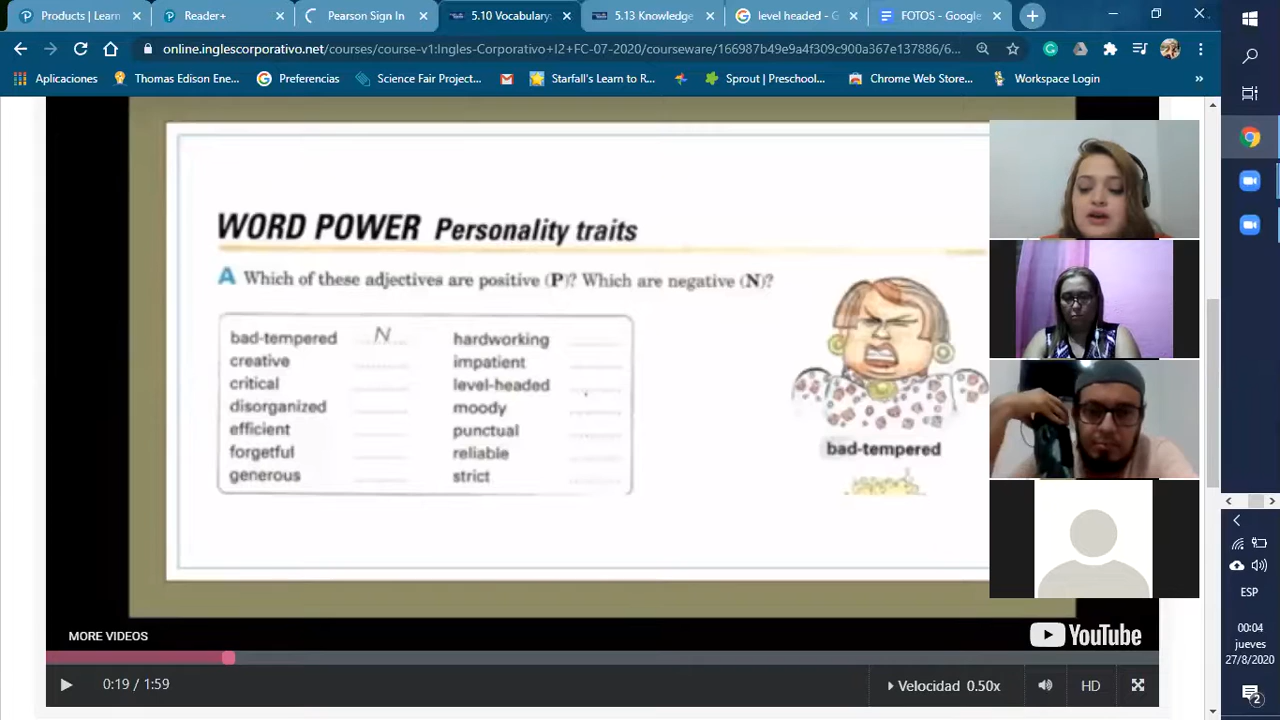 Products | Learn
Reader+
Pearson Sign In
5.10 Vocabulary:
5.13 Knowledge
level headed - G
FOTOS - Google
online.inglescorporativo.net/courses/course-v1:Ingles-Corporativo+I2+FC-07-2020/courseware/166987b49e9a4f309c900a367e137886/6...
Aplicaciones
Thomas Edison Ene...
Preferencias
Science Fair Project...
Starfall's Learn to R...
Sprout | Preschool...
Chrome Web Store...
Workspace Login
»
WORD POWER Personality traits
A Which of these adjectives are positive (P)? Which are negative (N)?
bad-tempered N hardworking
creative impatient
critical level-headed
disorganized moody
efficient punctual
forgetful reliable
generous strict
bad-tempered
MORE VIDEOS
YouTube
0:19 / 1:59
Velocidad 0.50x
HD
ESP
00:04
jueves
27/8/2020
2